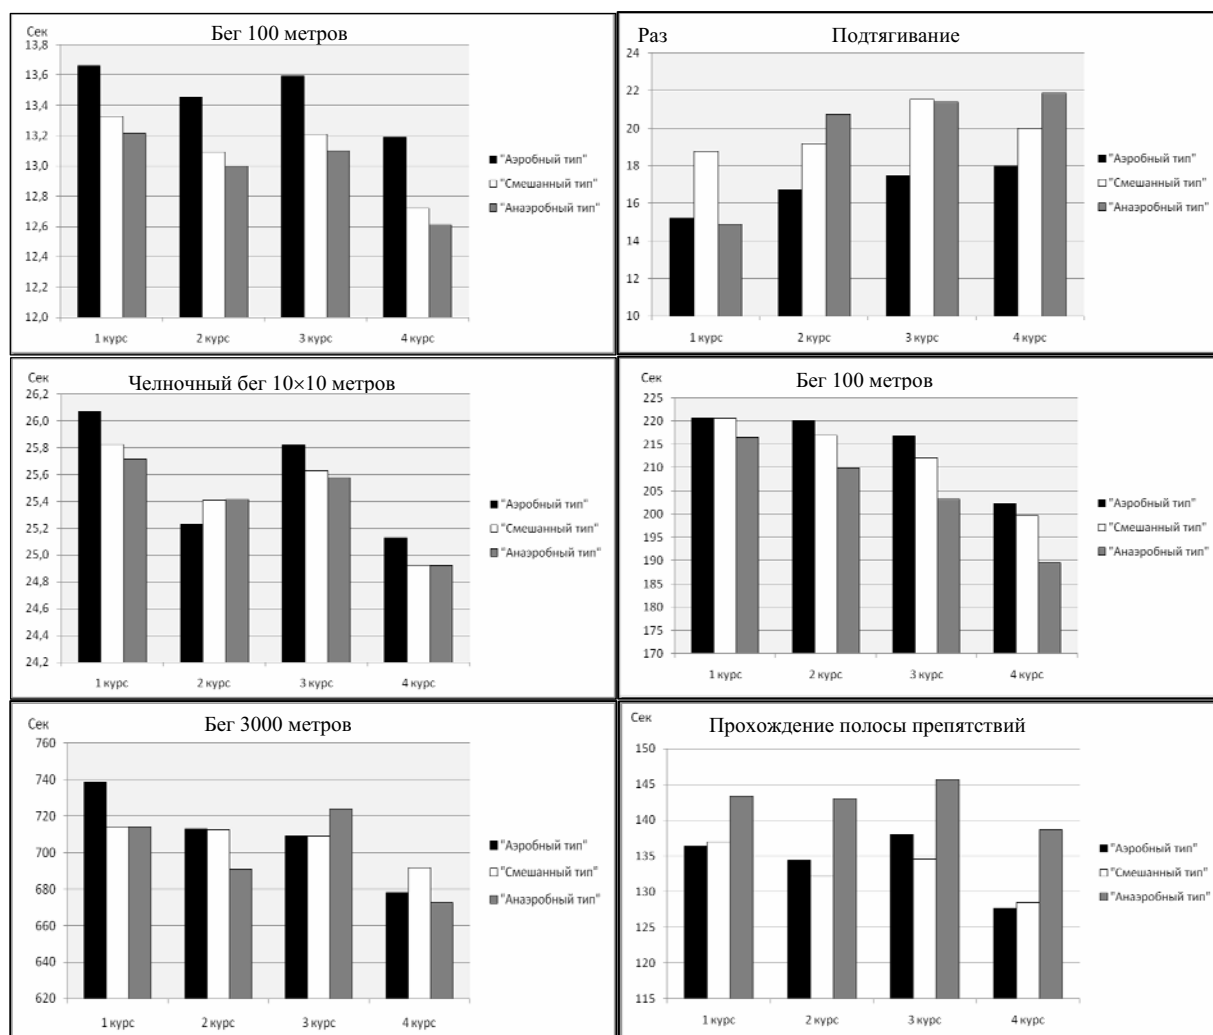 Бег 100 метров
Сек
13,8
13,6
13,4
13,2
13,0
12,8
12,6
12,4
12,2
12,0
1 курс 2 курс 3 курс 4 курс
"Аэробный тип"
"Смешанный тип"
"Анаэробный тип"
Раз Подтягивание
24
22
20
18
16
14
12
10
1 курс 2 курс 3 курс 4 курс
"Аэробный тип"
"Смешанный тип"
"Анаэробный тип"
Сек
Челночный бег 10×10 метров
26,2
26,0
25,8
25,6
25,4
25,2
25,0
24,8
24,6
24,4
24,2
1 курс 2 курс 3 курс 4 курс
"Аэробный тип"
"Смешанный тип"
"Анаэробный тип"
Сек
Бег 100 метров
225
220
215
210
205
200
195
190
185
180
175
170
1 курс 2 курс 3 курс 4 курс
"Аэробный тип"
"Смешанный тип"
"Анаэробный тип"
Сек
Бег 3000 метров
760
740
720
700
680
660
640
620
1 курс 2 курс 3 курс 4 курс
"Аэробный тип"
"Смешанный тип"
"Анаэробный тип"
Сек
Прохождение полосы препятствий
150
145
140
135
130
125
120
115
1 курс 2 курс 3 курс 4 курс
"Аэробный тип"
"Смешанный тип"
"Анаэробный тип"